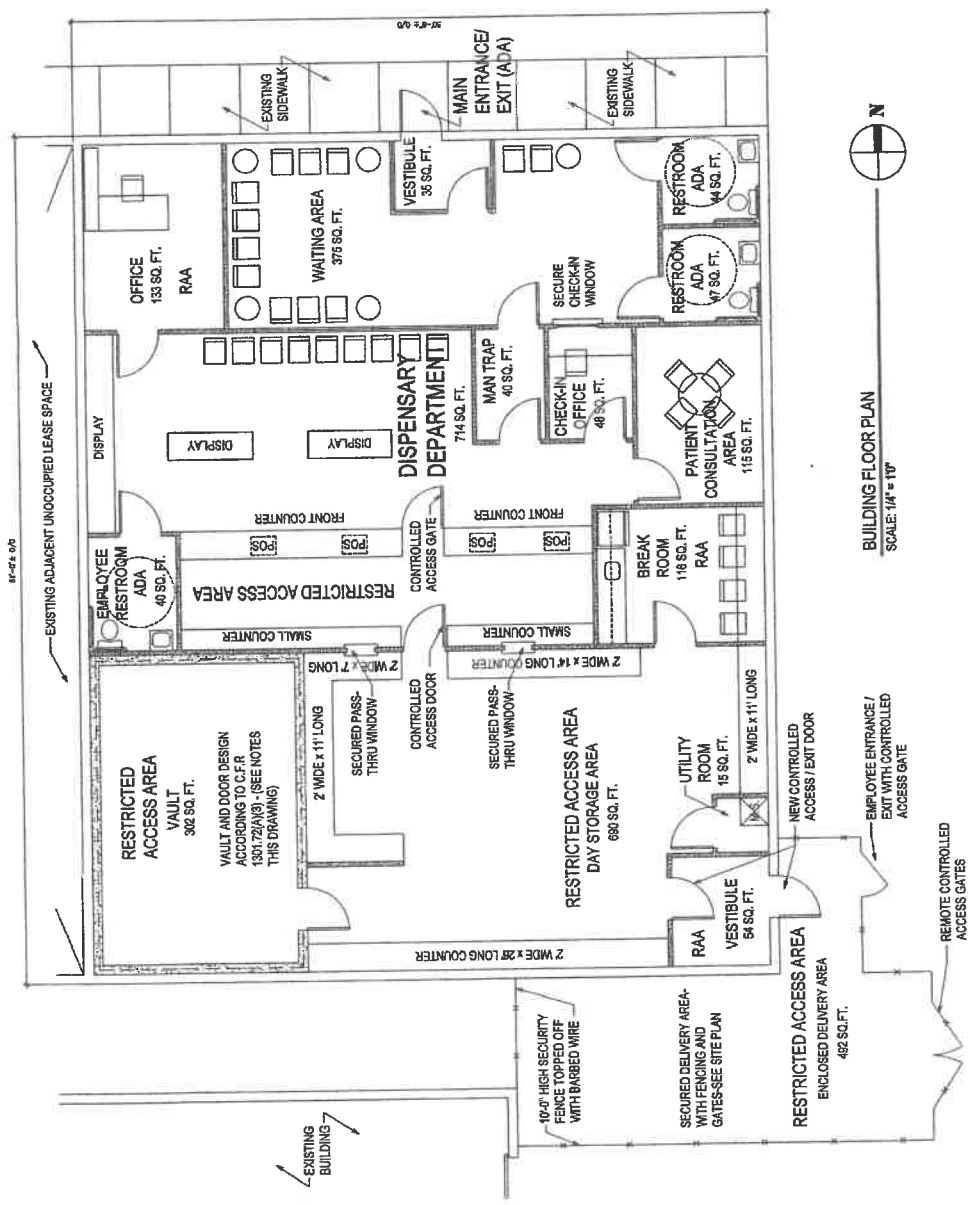 50'-8"± O/O
EXISTING ADJACENT UNOCCUPIED LEASE SPACE
EXISTING
SIDEWALK
MAIN
ENTRANCE/
EXIT (ADA)
EXISTING
SIDEWALK
OFFICE
133 SQ. FT.
RAA
WAITING AREA
375 SQ. FT.
VESTIBULE
35 SQ. FT.
SECURE
CHECK-IN
WINDOW
RESTROOM
ADA
44 SQ. FT.
RESTROOM
ADA
47 SQ. FT.
DISPLAY
DISPLAY
DISPLAY
DISPENSARY
DEPARTMENT
714 SQ. FT.
MAN TRAP
40 SQ. FT.
CHECK-IN
OFFICE
48 SQ. FT.
PATIENT
CONSULTATION
AREA
115 SQ. FT.
FRONT COUNTER
FRONT COUNTER
POS
POS
POS
POS
CONTROLLED
ACCESS GATE
EMPLOYEE
RESTROOM
ADA
40 SQ. FT.
RESTRICTED ACCESS AREA
SMALL COUNTER
SMALL COUNTER
BREAK
ROOM
116 SQ. FT.
RAA
RESTRICTED
ACCESS AREA
VAULT
302 SQ. FT.
VAULT AND DOOR DESIGN
ACCORDING TO C.F.R
1301.72(A)(3) - (SEE NOTES
THIS DRAWING)
2' WIDE x 11' LONG
2' WIDE x 7' LONG
SECURED PASS-
THRU WINDOW
CONTROLLED
ACCESS DOOR
2' WIDE x 14' LONG
COUNTER
SECURED PASS-
THRU WINDOW
RESTRICTED ACCESS AREA
DAY STORAGE AREA
690 SQ. FT.
UTILITY
ROOM
15 SQ. FT.
2' WIDE x 11' LONG
2' WIDE x 28' LONG COUNTER
RAA
VESTIBULE
54 SQ. FT.
NEW CONTROLLED
ACCESS / EXIT DOOR
EMPLOYEE ENTRANCE /
EXIT WITH CONTROLLED
ACCESS GATE
REMOTE CONTROLLED
ACCESS GATES
EXISTING
BUILDING
10'-0" HIGH SECURITY
FENCE TOPPED OFF
WITH BARBED WIRE
SECURED DELIVERY AREA-
WITH FENCING AND
GATES-SEE SITE PLAN
RESTRICTED ACCESS AREA
ENCLOSED DELIVERY AREA
492 SQ.FT.
N
BUILDING FLOOR PLAN
SCALE: 1/4" = 1'0"